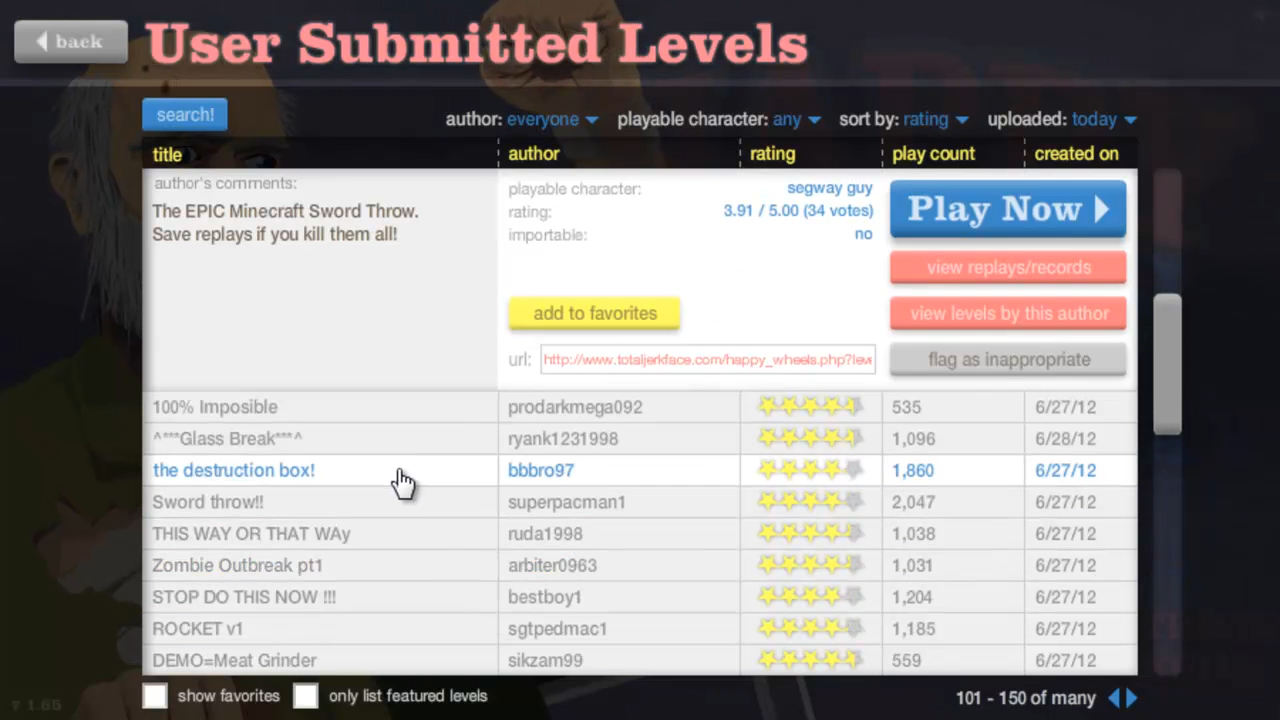 back
User Submitted Levels
search!
author: everyone playable character: any sort by: rating uploaded: today
title author rating play count created on
author's comments:
The EPIC Minecraft Sword Throw.
Save replays if you kill them all!
playable character: segway guy
rating: 3.91 / 5.00 (34 votes)
importable: no
add to favorites
url: http://www.totaljerkface.com/happy_wheels.php?leve
Play Now
view replays/records
view levels by this author
flag as inappropriate
100% Imposible prodarkmega092 535 6/27/12
^***Glass Break***^ ryank1231998 1,096 6/28/12
the destruction box! bbbro97 1,860 6/27/12
Sword throw!! superpacman1 2,047 6/27/12
THIS WAY OR THAT WAy ruda1998 1,038 6/27/12
Zombie Outbreak pt1 arbiter0963 1,031 6/27/12
STOP DO THIS NOW !!! bestboy1 1,204 6/27/12
ROCKET v1 sgtpedmac1 1,185 6/27/12
DEMO=Meat Grinder sikzam99 559 6/27/12
show favorites only list featured levels
101 - 150 of many
v 1.65